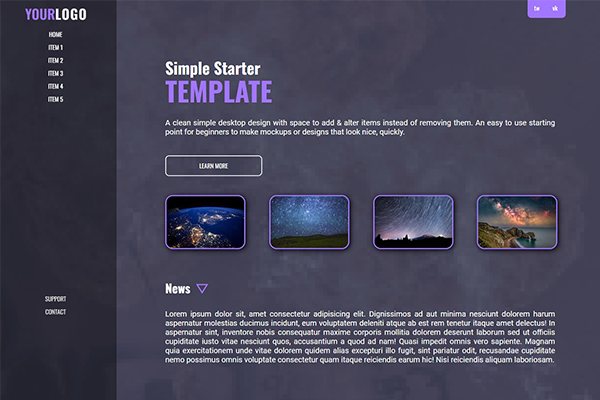 YOURLOGO
HOME
ITEM 1
ITEM 2
ITEM 3
ITEM 4
ITEM 5
SUPPORT
CONTACT
tw vk
Simple Starter
TEMPLATE
A clean simple desktop design with space to add & alter items instead of removing them. An easy to use starting
point for beginners to make mockups or designs that look nice, quickly.
LEARN MORE
News
Lorem ipsum dolor sit, amet consectetur adipisicing elit. Dignissimos ad aut minima nesciunt dolorem harum
aspernatur molestias ducimus incidunt, eum voluptatem deleniti atque ab est rem tenetur itaque amet delectus! In
aspernatur sint, inventore nobis consequatur maxime corporis mollitia dolorem deserunt laborum sed ut officiis
cupiditate iusto vitae nesciunt quos, accusantium a quod ad nam! Quasi impedit omnis vero sapiente. Magnam
quia exercitationem unde vitae dolorem quidem alias excepturi illo fugit, sint pariatur odit, recusandae cupiditate
nemo possimus omnis voluptate consectetur quam itaque reiciendis earum hic! Nisi reiciendis aliquam laboriosam.